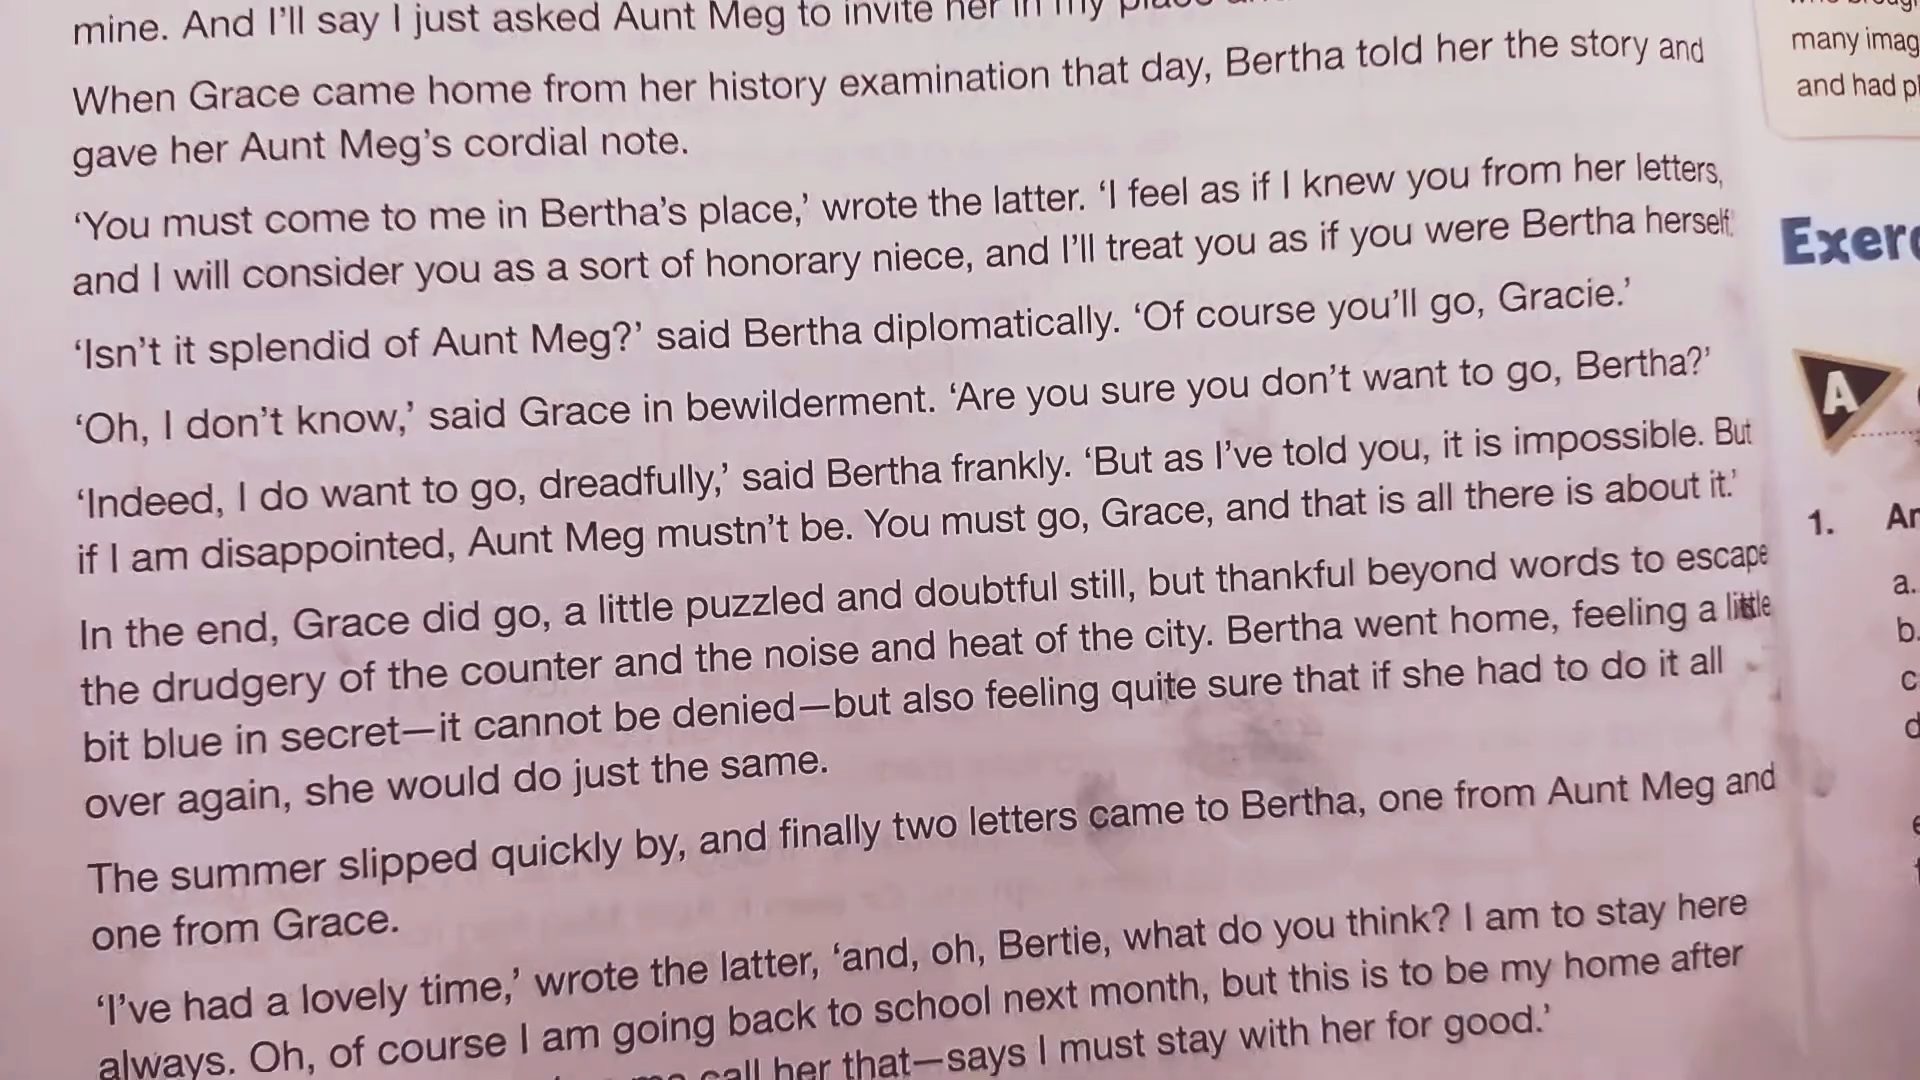 mine. And I'll say I just asked Aunt Meg to invite her in my place
When Grace came home from her history examination that day, Bertha told her the story and
gave her Aunt Meg's cordial note.
'You must come to me in Bertha's place,' wrote the latter. 'I feel as if I knew you from her letters,
and I will consider you as a sort of honorary niece, and I'll treat you as if you were Bertha herself.'
'Isn't it splendid of Aunt Meg?' said Bertha diplomatically. 'Of course you'll go, Gracie.'
'Oh, I don't know,' said Grace in bewilderment. 'Are you sure you don't want to go, Bertha?'
'Indeed, I do want to go, dreadfully,' said Bertha frankly. 'But as I've told you, it is impossible. But
if I am disappointed, Aunt Meg mustn't be. You must go, Grace, and that is all there is about it.'
In the end, Grace did go, a little puzzled and doubtful still, but thankful beyond words to escape
the drudgery of the counter and the noise and heat of the city. Bertha went home, feeling a little
bit blue in secret—it cannot be denied—but also feeling quite sure that if she had to do it all
over again, she would do just the same.
The summer slipped quickly by, and finally two letters came to Bertha, one from Aunt Meg and
one from Grace.
'I've had a lovely time,' wrote the latter, 'and, oh, Bertie, what do you think? I am to stay here
always. Oh, of course I am going back to school next month, but this is to be my home after
call her that—says I must stay with her for good.'
many imag
and had
Exer
A
1.
a.
b.
c
d